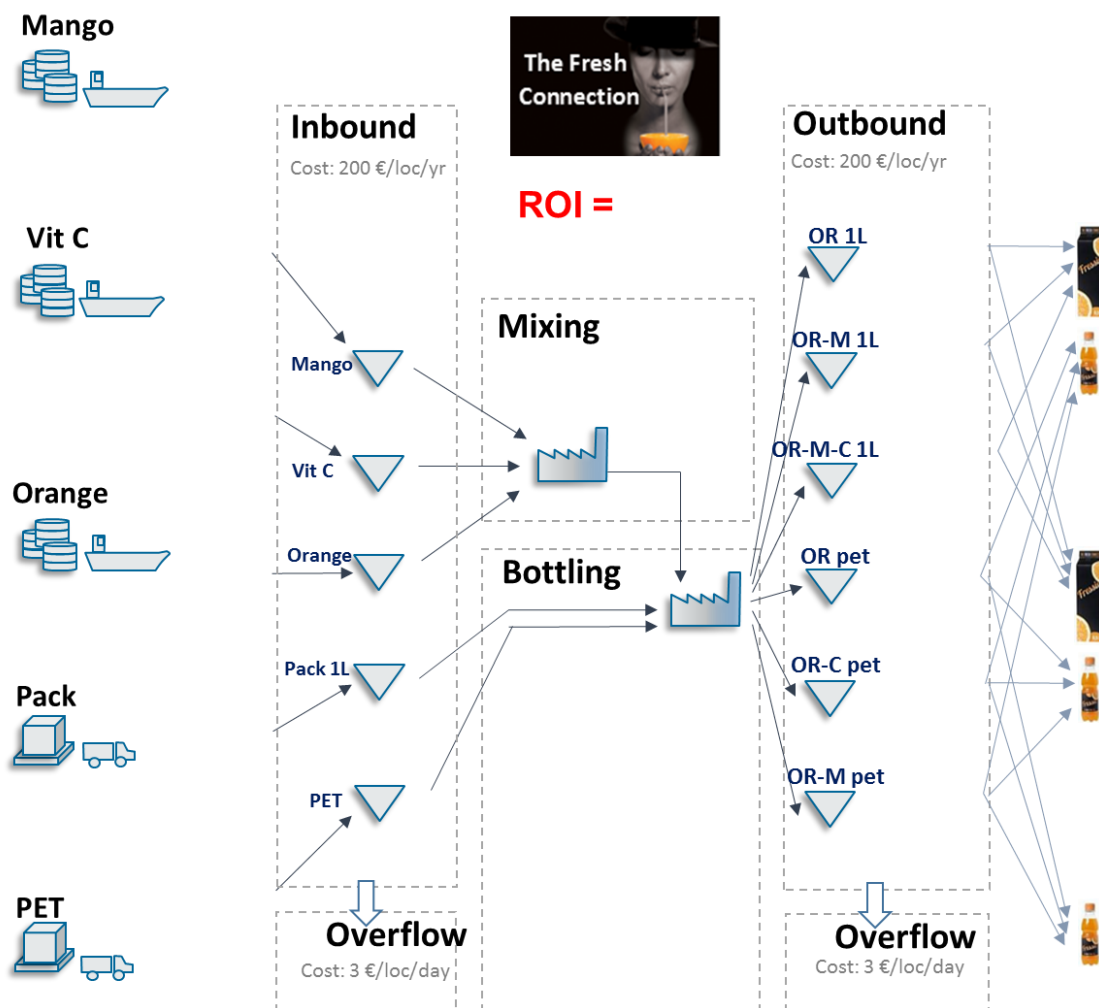 Mango
The Fresh
Connection
Inbound
Cost: 200 €/loc/yr
Outbound
Cost: 200 €/loc/yr
ROI =
Vit C
OR 1L
Mixing
OR-M 1L
Mango
OR-M-C 1L
Vit C
Orange
Orange
OR pet
Bottling
Pack 1L
OR-C pet
Pack
OR-M pet
PET
PET
Overflow
Cost: 3 €/loc/day
Overflow
Cost: 3 €/loc/day